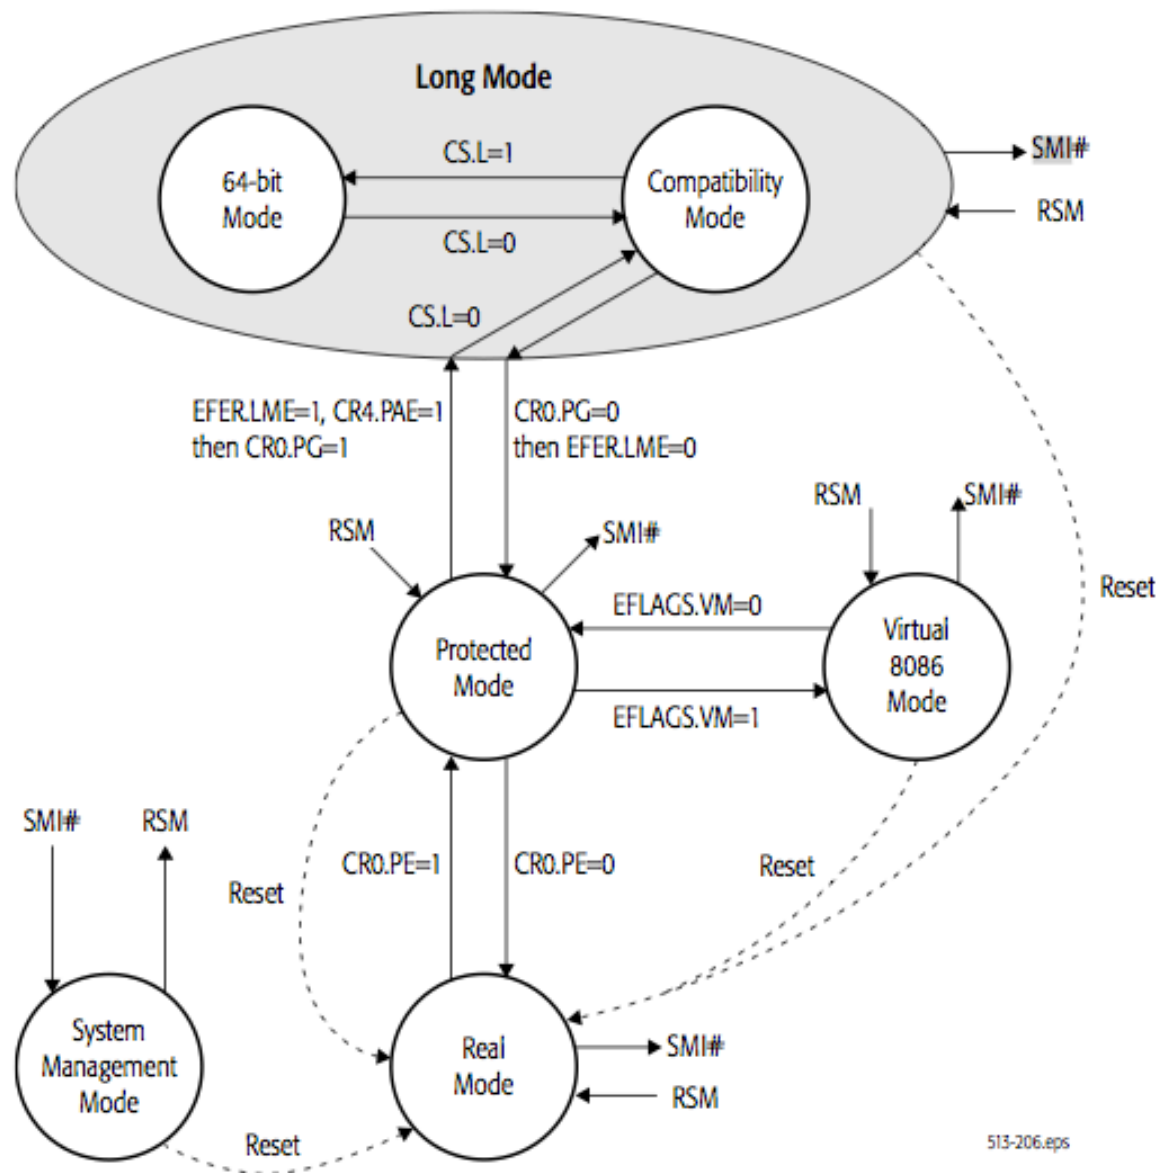 Long Mode
64-bit
Mode
CS.L=1
Compatibility
Mode
CS.L=0
SMI#
RSM
CS.L=0
EFER.LME=1, CR4.PAE=1
then CR0.PG=1
CR0.PG=0
then EFER.LME=0
RSM
SMI#
RSM
SMI#
Reset
EFLAGS.VM=0
Protected
Mode
Virtual
8086
Mode
EFLAGS.VM=1
SMI#
RSM
Reset
CR0.PE=1
CR0.PE=0
Reset
System
Management
Mode
Real
Mode
SMI#
RSM
Reset
513-206.eps